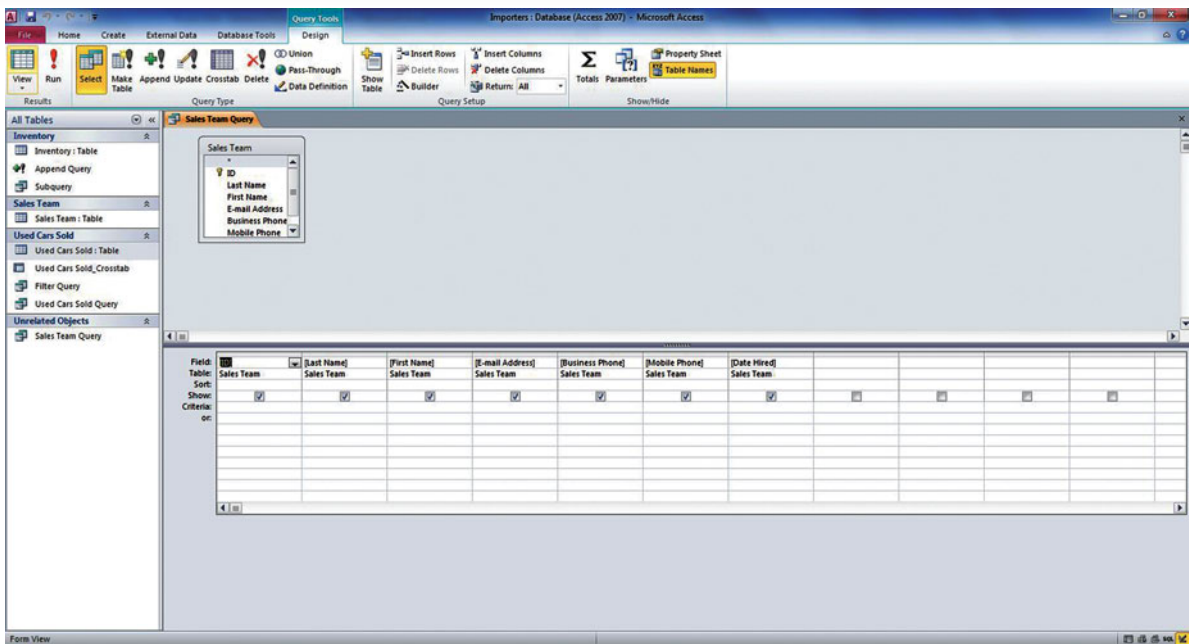 Query Tools
Importers : Database (Access 2007) - Microsoft Access
File Home Create External Data Database Tools Design
View
Run
Select
Make Table
Append Update Crosstab Delete
Union
Pass-Through
Data Definition
Show Table
Insert Rows
Delete Rows
Builder
Insert Columns
Delete Columns
Return: All
Totals Parameters
Property Sheet
Table Names
Results Query Type Query Setup Show/Hide
All Tables
Inventory
Inventory : Table
Append Query
Subquery
Sales Team
Sales Team : Table
Used Cars Sold
Used Cars Sold : Table
Used Cars Sold_Crosstab
Filter Query
Used Cars Sold Query
Unrelated Objects
Sales Team Query
Sales Team Query
Sales Team
*
ID
Last Name
First Name
E-mail Address
Business Phone
Mobile Phone
Field: [Last Name] [First Name] [E-mail Address] [Business Phone] [Mobile Phone] [Date Hired]
Table: Sales Team Sales Team Sales Team Sales Team Sales Team Sales Team Sales Team
Sort:
Show:
Criteria:
or:
Form View
SQL